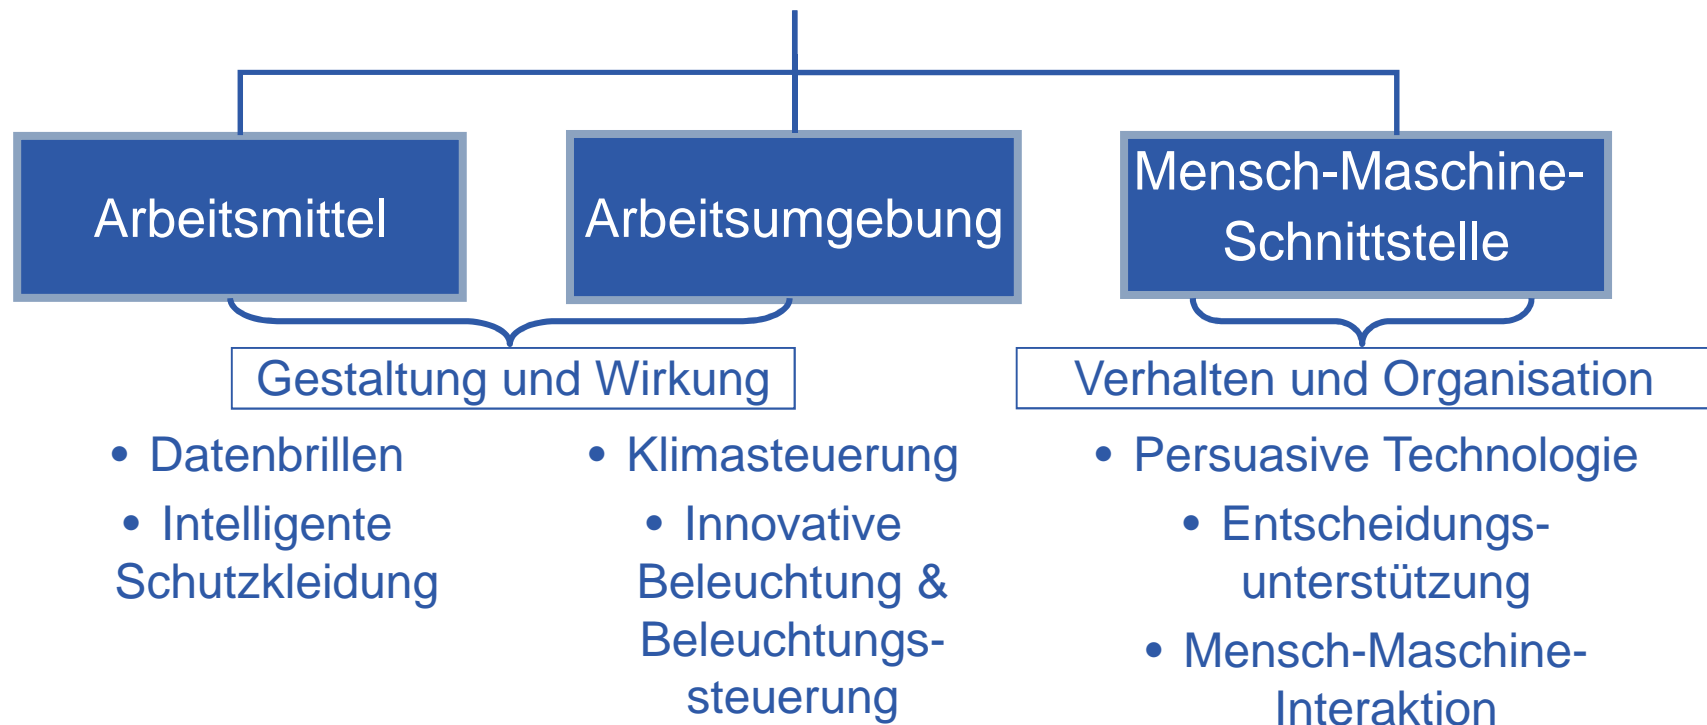 Arbeitsmittel
Arbeitsumgebung
Mensch-Maschine-
Schnittstelle
Gestaltung und Wirkung
Verhalten und Organisation
• Datenbrillen
• Intelligente
Schutzkleidung
• Klimasteuerung
• Innovative
Beleuchtung &
Beleuchtungs-
steuerung
• Persuasive Technologie
• Entscheidungs-
unterstützung
• Mensch-Maschine-
Interaktion